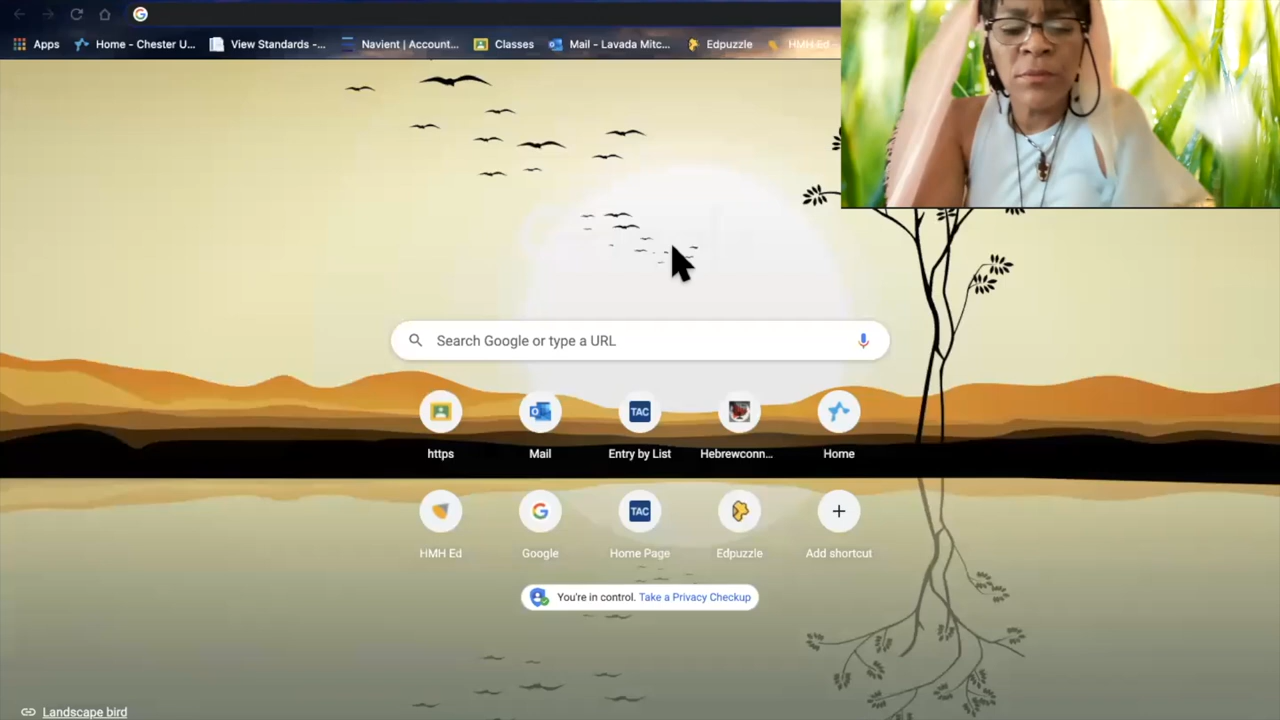 Apps Home - Chester U... View Standards -... Navient | Account... Classes Mail - Lavada Mitc... Edpuzzle HMH Ed -
Search Google or type a URL
TAC
https Mail Entry by List Hebrewconn... Home
TAC
HMH Ed Google Home Page Edpuzzle Add shortcut
You're in control. Take a Privacy Checkup
Landscape bird